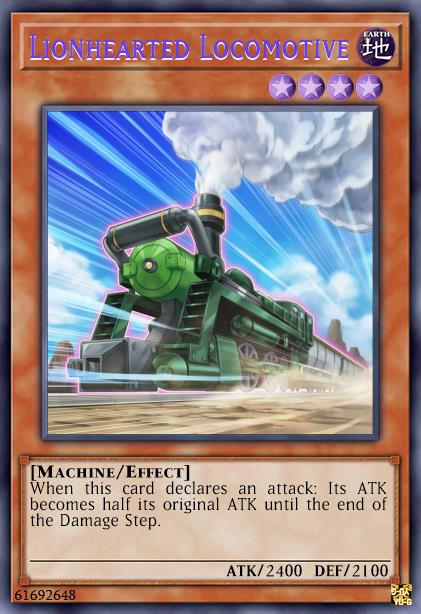 Lionhearted Locomotive
EARTH
地
[Machine/Effect]
When this card declares an attack: Its ATK
becomes half its original ATK until the end of
the Damage Step.
ATK/2400 DEF/2100
61692648